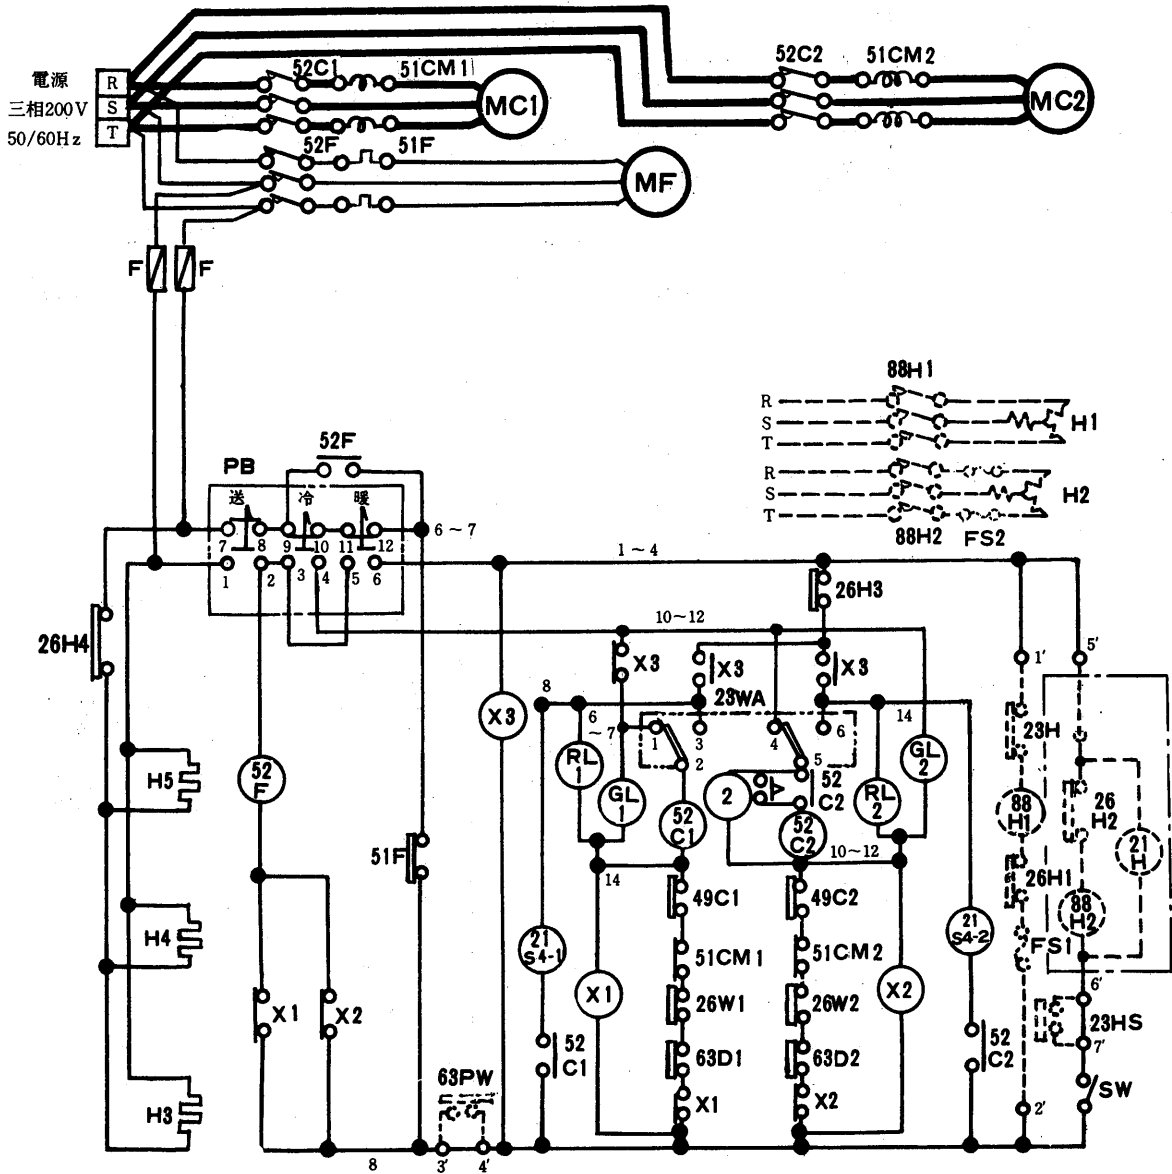 52C1 51CM1
52C2 51CM2
電源
三相200V
50/60Hz
R
S
T
MC1
MC2
52F 51F
MF
F F
88H1
R
S
T
H1
R
S
T
H2
88H2 FS2
52F
PB
送 冷 暖
7 8 9 10 11 12
6～7
1 2 3 4 5 6
1～4
26H3
10～12
26H4
X3 X3 X3
1' 5'
8
23WA
X3
6
～7
1 3 4 6
14
2 5
23H
RL
1
GL
1
GL
2
RL
2
52
F
H5
52
C1
2
52
C2
52
C2
88
H1
26
H2
21
H
51F
14
10～12
26H1
49C1
49C2
88
H2
H4
21
S4-1
51CM1
51CM2
21
S4-2
FS1
X1
X2
6'
X1 X2
26W1
26W2
23HS
7'
52
C1
63D1
63D2
52
C2
63PW
X1
X2
SW
H3
2'
8
3' 4'